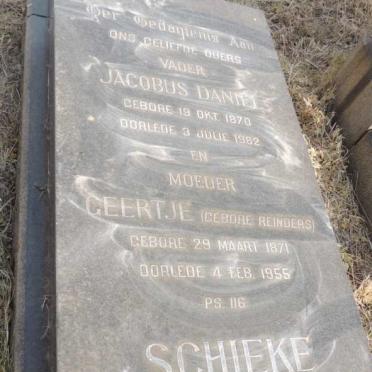 Ter Gedagtenis Aan
ONS GELIEFDE OUERS
VADER
JACOBUS DANIEL
GEBORE 19 OKT. 1870
OORLEDE 3 JULIE 1962
EN
MOEDER
GEERTJE (GEBORE REINDERS)
GEBORE 29 MAART 1871
OORLEDE 4 FEB. 1955
PS. 116
SCHIEKE